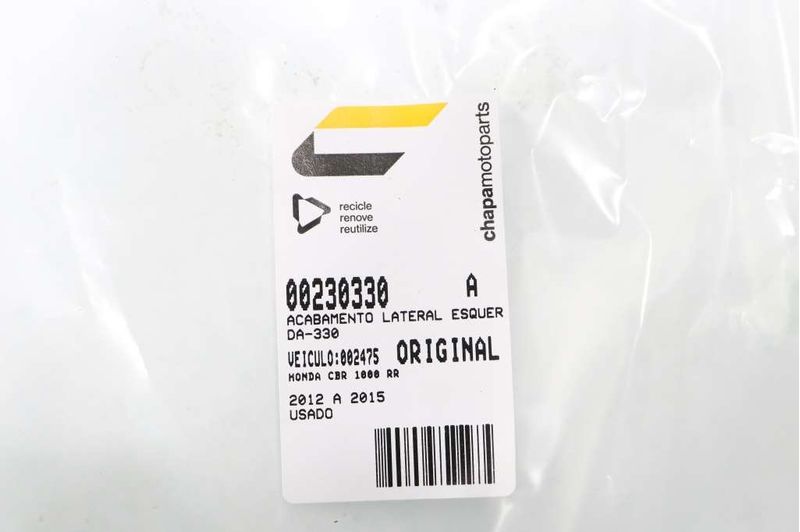 chapamotoparts
recicle
renove
reutilize
00230330 A
ACABAMENTO LATERAL ESQUER
DA-330
VEICULO:002475 ORIGINAL
HONDA CBR 1000 RR
2012 A 2015
USADO